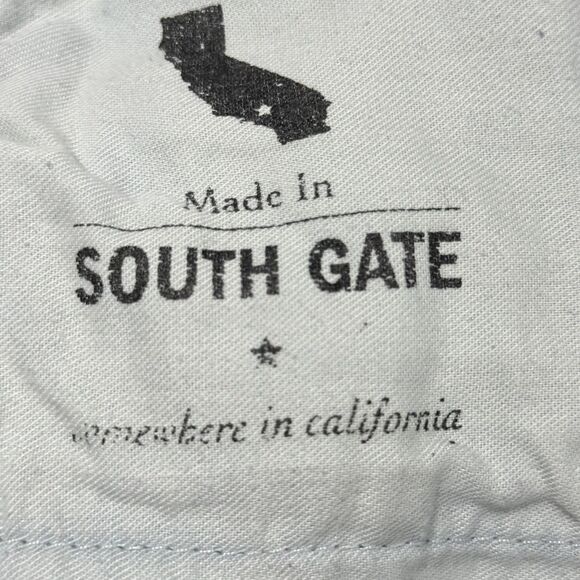 Made In
SOUTH GATE
somewhere in california